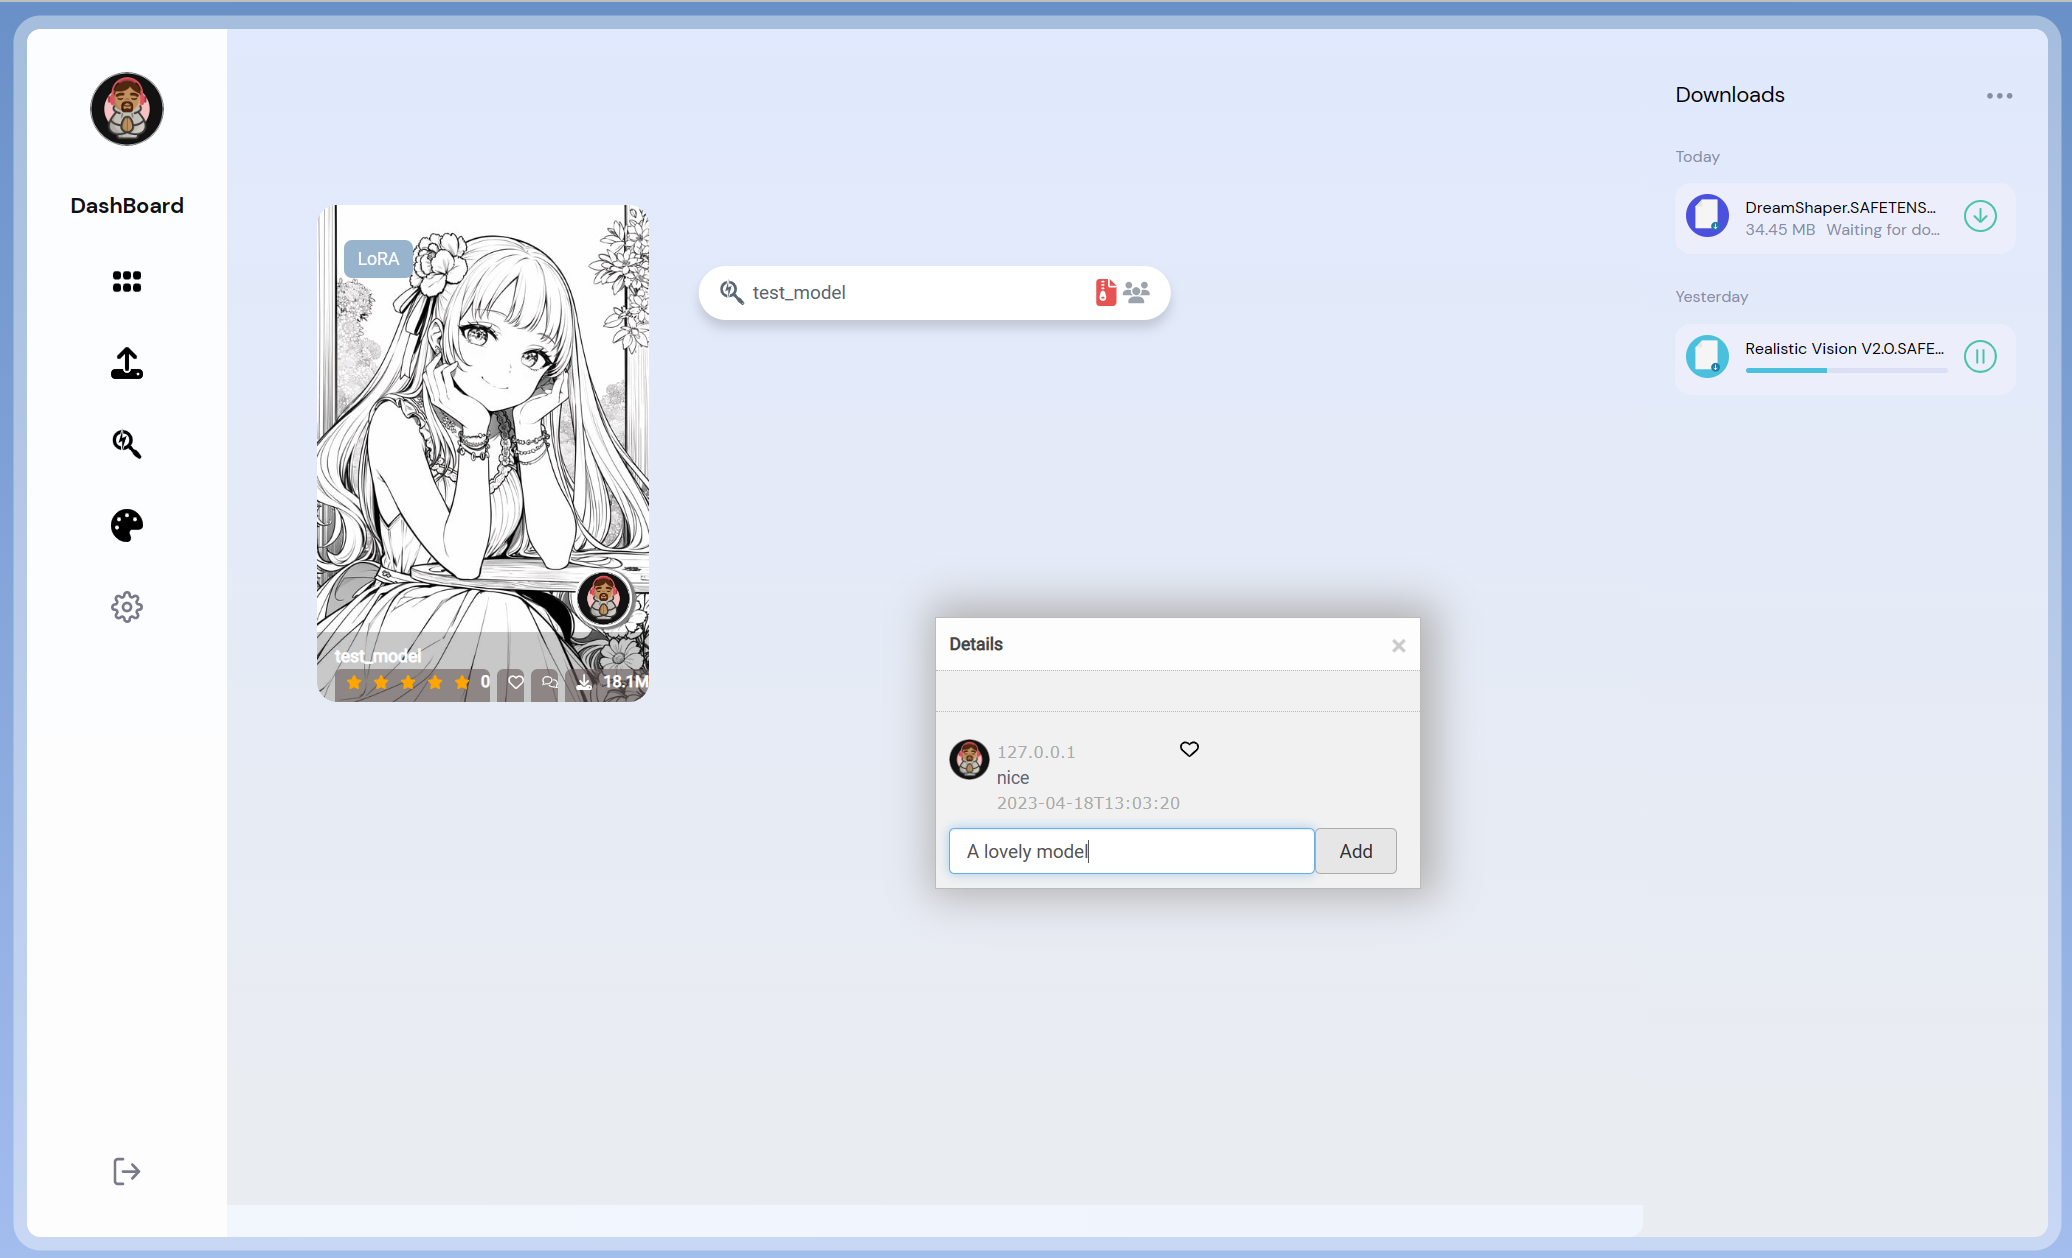 DashBoard
LoRA
test_model
0
18.1M
test_model
Details
127.0.0.1
nice
2023-04-18T13:03:20
A lovely model
Add
Downloads
Today
DreamShaper.SAFETENS...
34.45 MB Waiting for do...
Yesterday
Realistic Vision V2.0.SAFE...